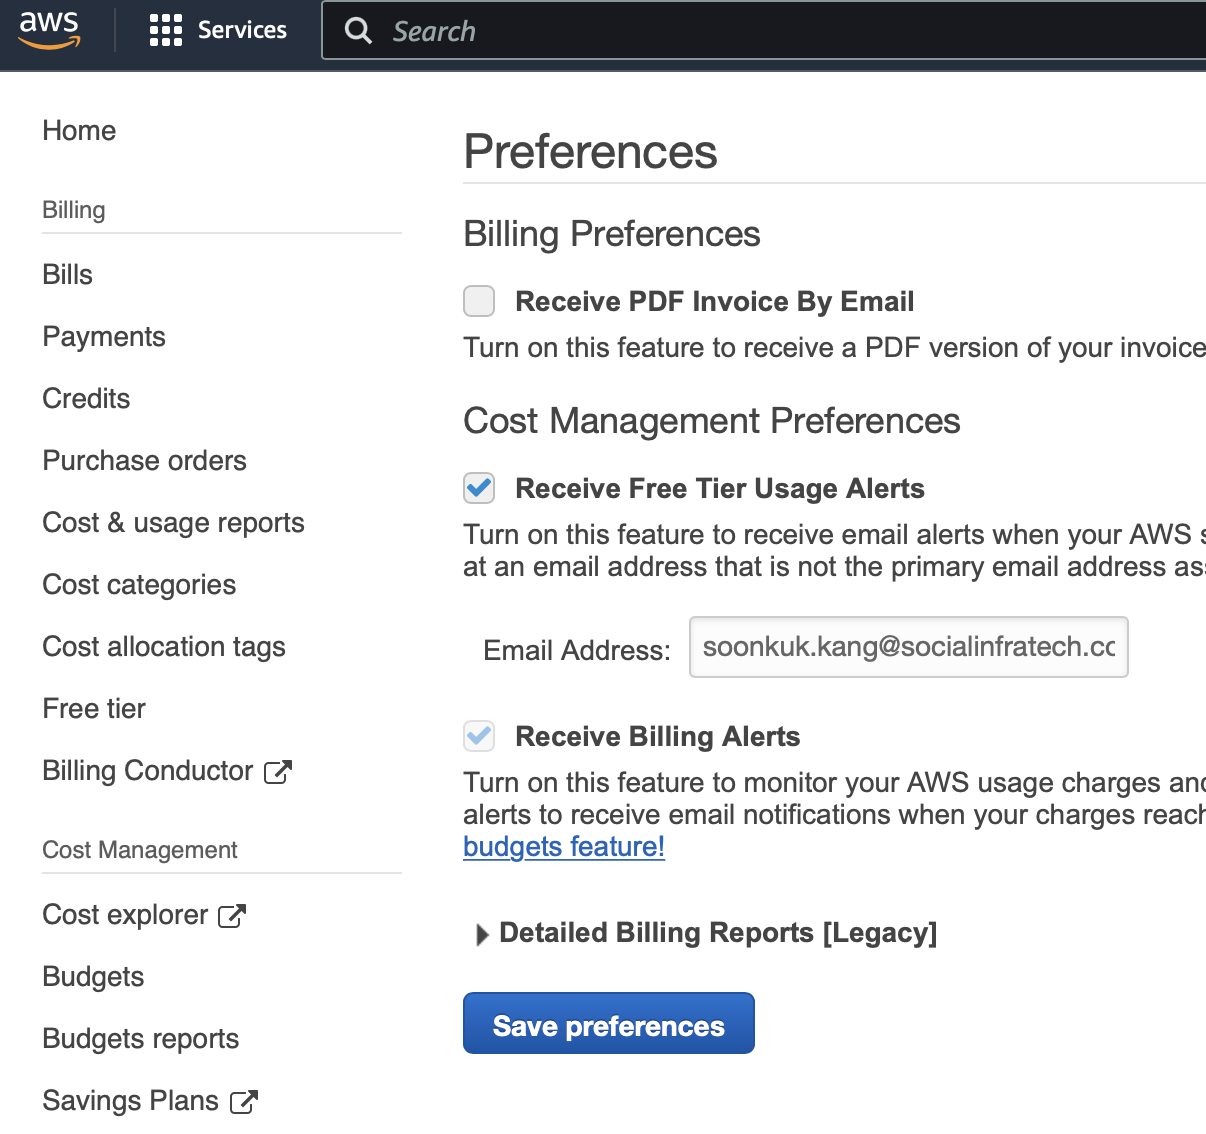 aws
Services
Search
Home
Billing
Bills
Payments
Credits
Purchase orders
Cost & usage reports
Cost categories
Cost allocation tags
Free tier
Billing Conductor
Cost Management
Cost explorer
Budgets
Budgets reports
Savings Plans
Preferences
Billing Preferences
Receive PDF Invoice By Email
Turn on this feature to receive a PDF version of your invoice
Cost Management Preferences
Receive Free Tier Usage Alerts
Turn on this feature to receive email alerts when your AWS
at an email address that is not the primary email address
Email Address:
soonkuk.kang@socialinfratech.cc
Receive Billing Alerts
Turn on this feature to monitor your AWS usage charges and
alerts to receive email notifications when your charges reach
budgets feature!
Detailed Billing Reports [Legacy]
Save preferences